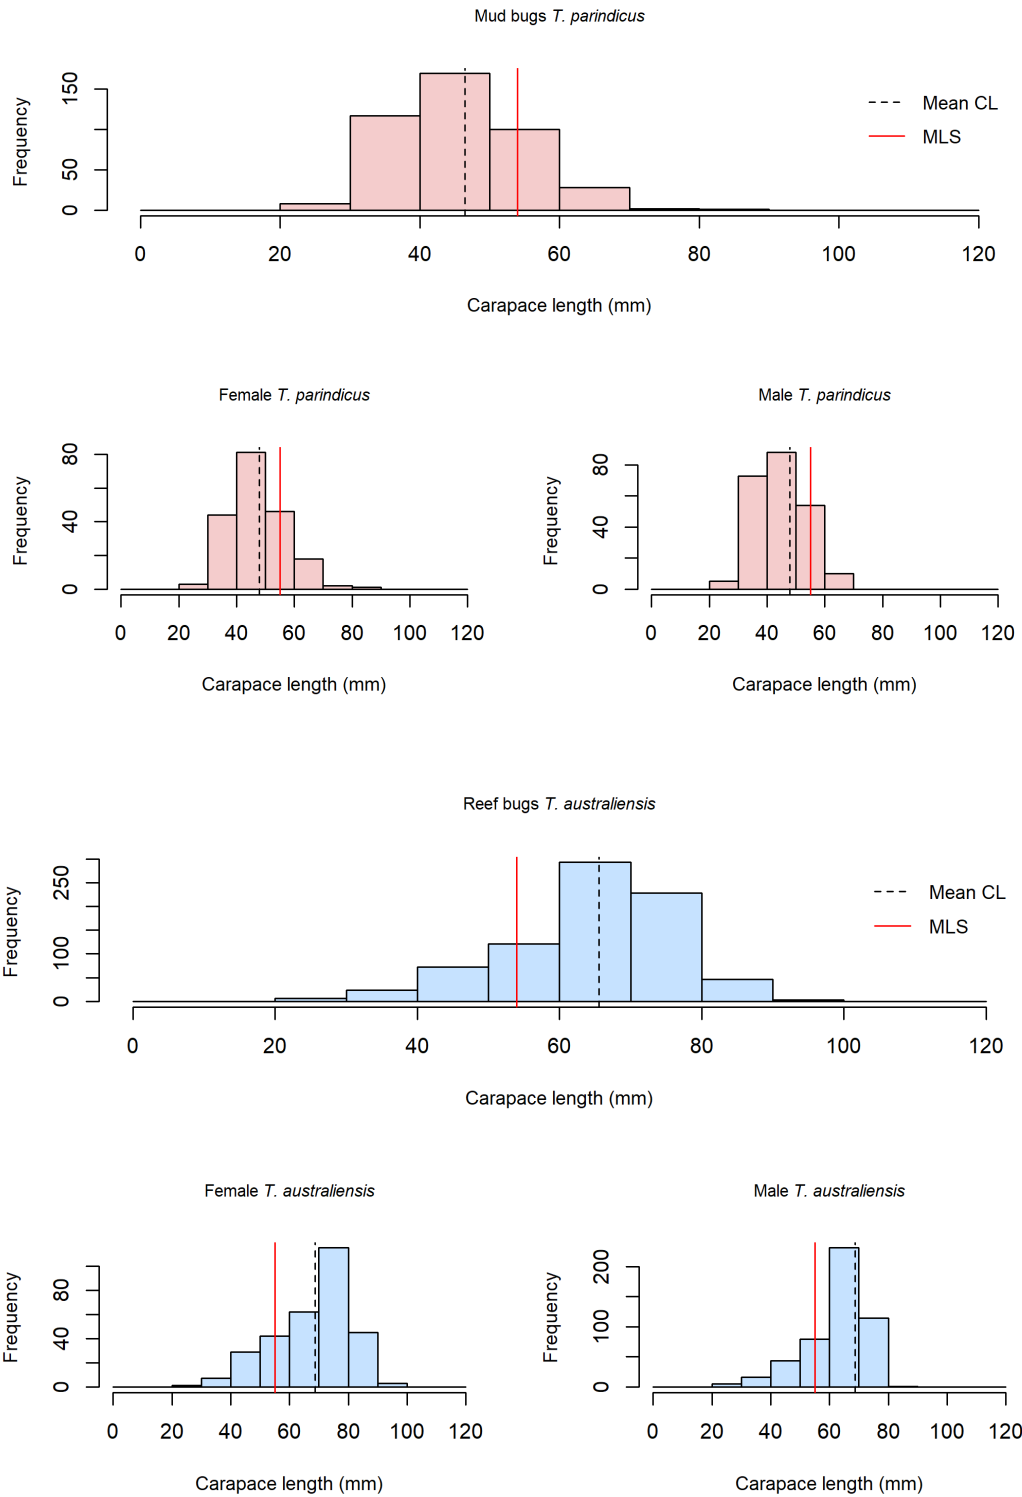 Mud bugs T. parindicus
Frequency
150
50
0
Mean CL
MLS
0 20 40 60 80 100 120
Carapace length (mm)
Female T. parindicus
Frequency
80
40
0
0 20 40 60 80 100 120
Carapace length (mm)
Male T. parindicus
Frequency
80
40
0
0 20 40 60 80 100 120
Carapace length (mm)
Reef bugs T. australiensis
Frequency
250
100
0
Mean CL
MLS
0 20 40 60 80 100 120
Carapace length (mm)
Female T. australiensis
Frequency
80
40
0
0 20 40 60 80 100 120
Carapace length (mm)
Male T. australiensis
Frequency
200
100
0
0 20 40 60 80 100 120
Carapace length (mm)